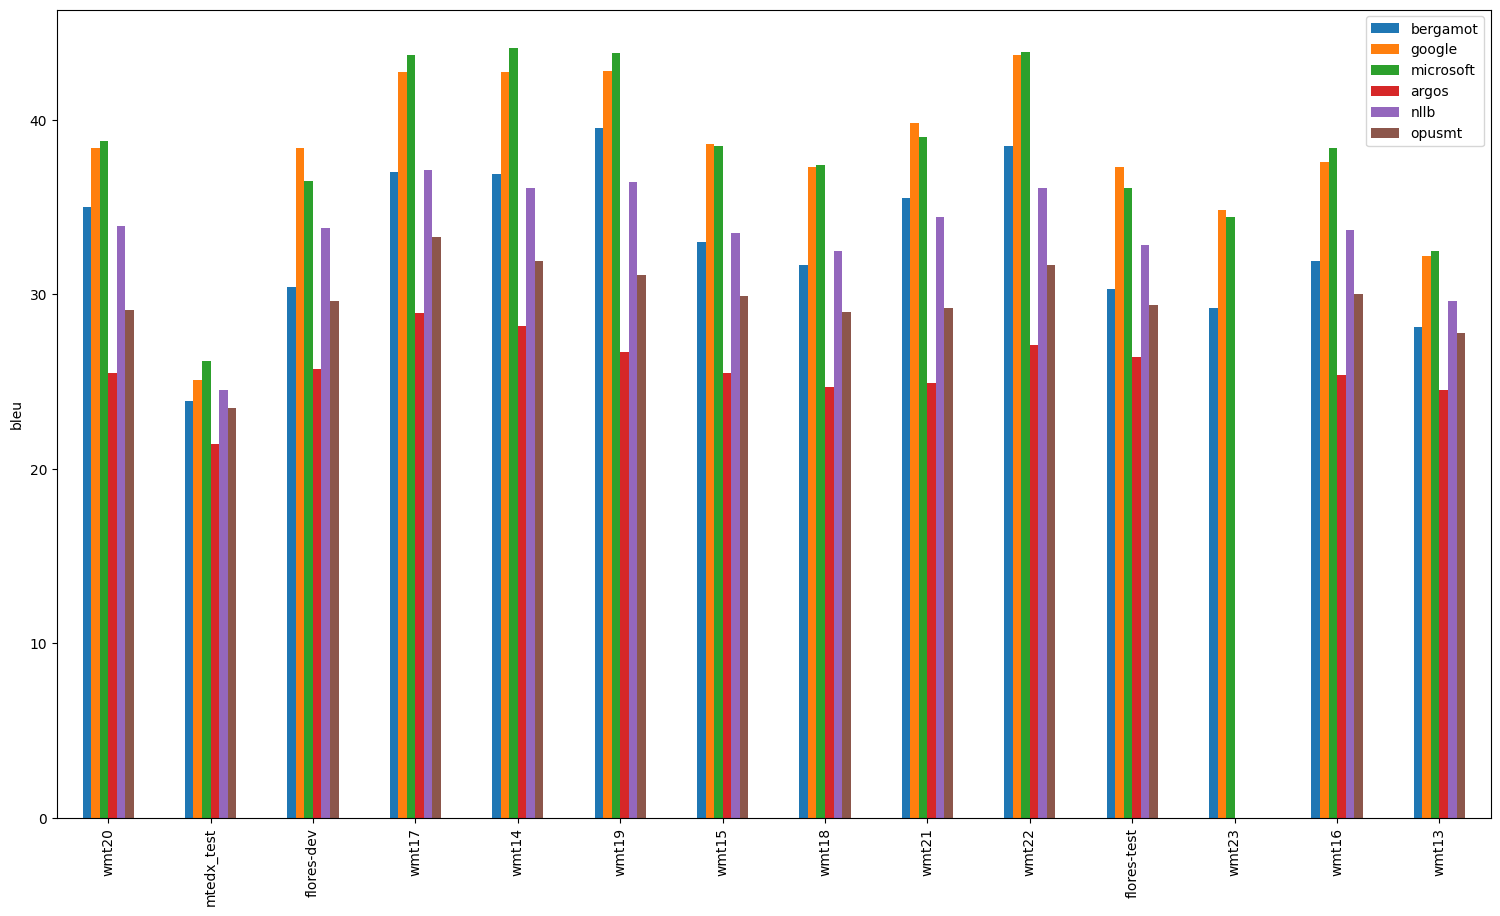 bergamot
google
microsoft
argos
nllb
opusmt
bleu
40
30
20
10
0
wmt20
mtedx_test
flores-dev
wmt17
wmt14
wmt19
wmt15
wmt18
wmt21
wmt22
flores-test
wmt23
wmt16
wmt13